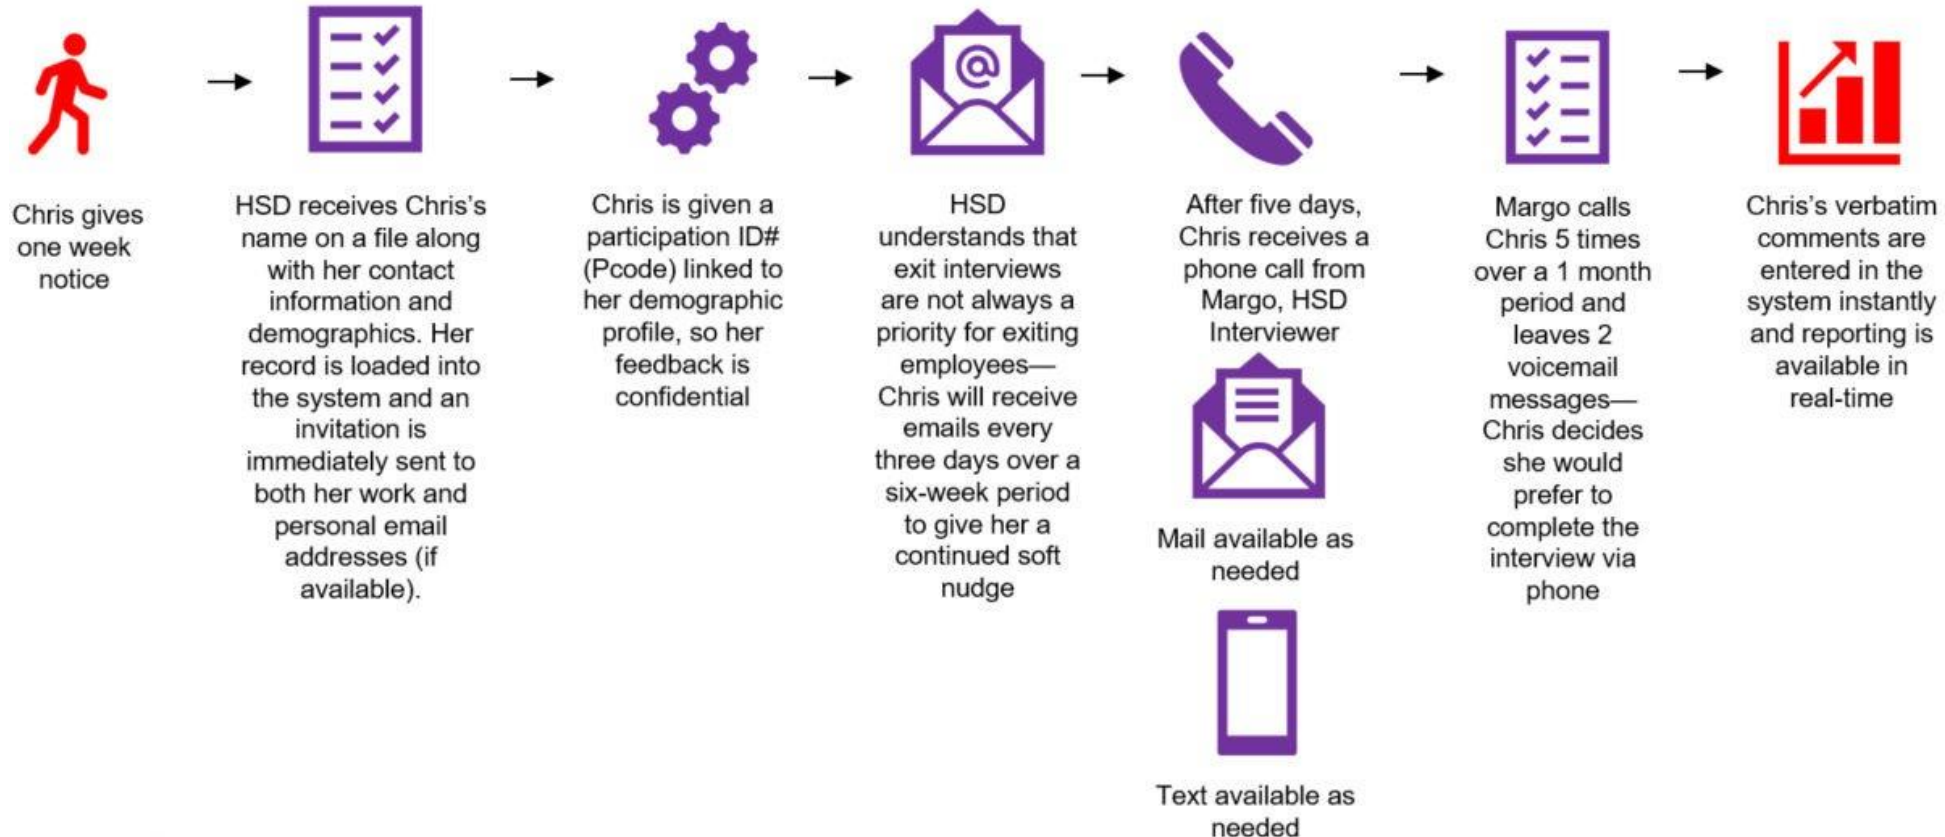 Chris gives
one week
notice
HSD receives Chris's
name on a file along
with her contact
information and
demographics. Her
record is loaded into
the system and an
invitation is
immediately sent to
both her work and
personal email
addresses (if
available).
Chris is given a
participation ID#
(Pcode) linked to
her demographic
profile, so her
feedback is
confidential
@
HSD
understands that
exit interviews
are not always a
priority for exiting
employees—
Chris will receive
emails every
three days over a
six-week period
to give her a
continued soft
nudge
After five days,
Chris receives a
phone call from
Margo, HSD
Interviewer
Mail available as
needed
Text available as
needed
Margo calls
Chris 5 times
over a 1 month
period and
leaves 2
voicemail
messages—
Chris decides
she would
prefer to
complete the
interview via
phone
Chris's verbatim
comments are
entered in the
system instantly
and reporting is
available in
real-time